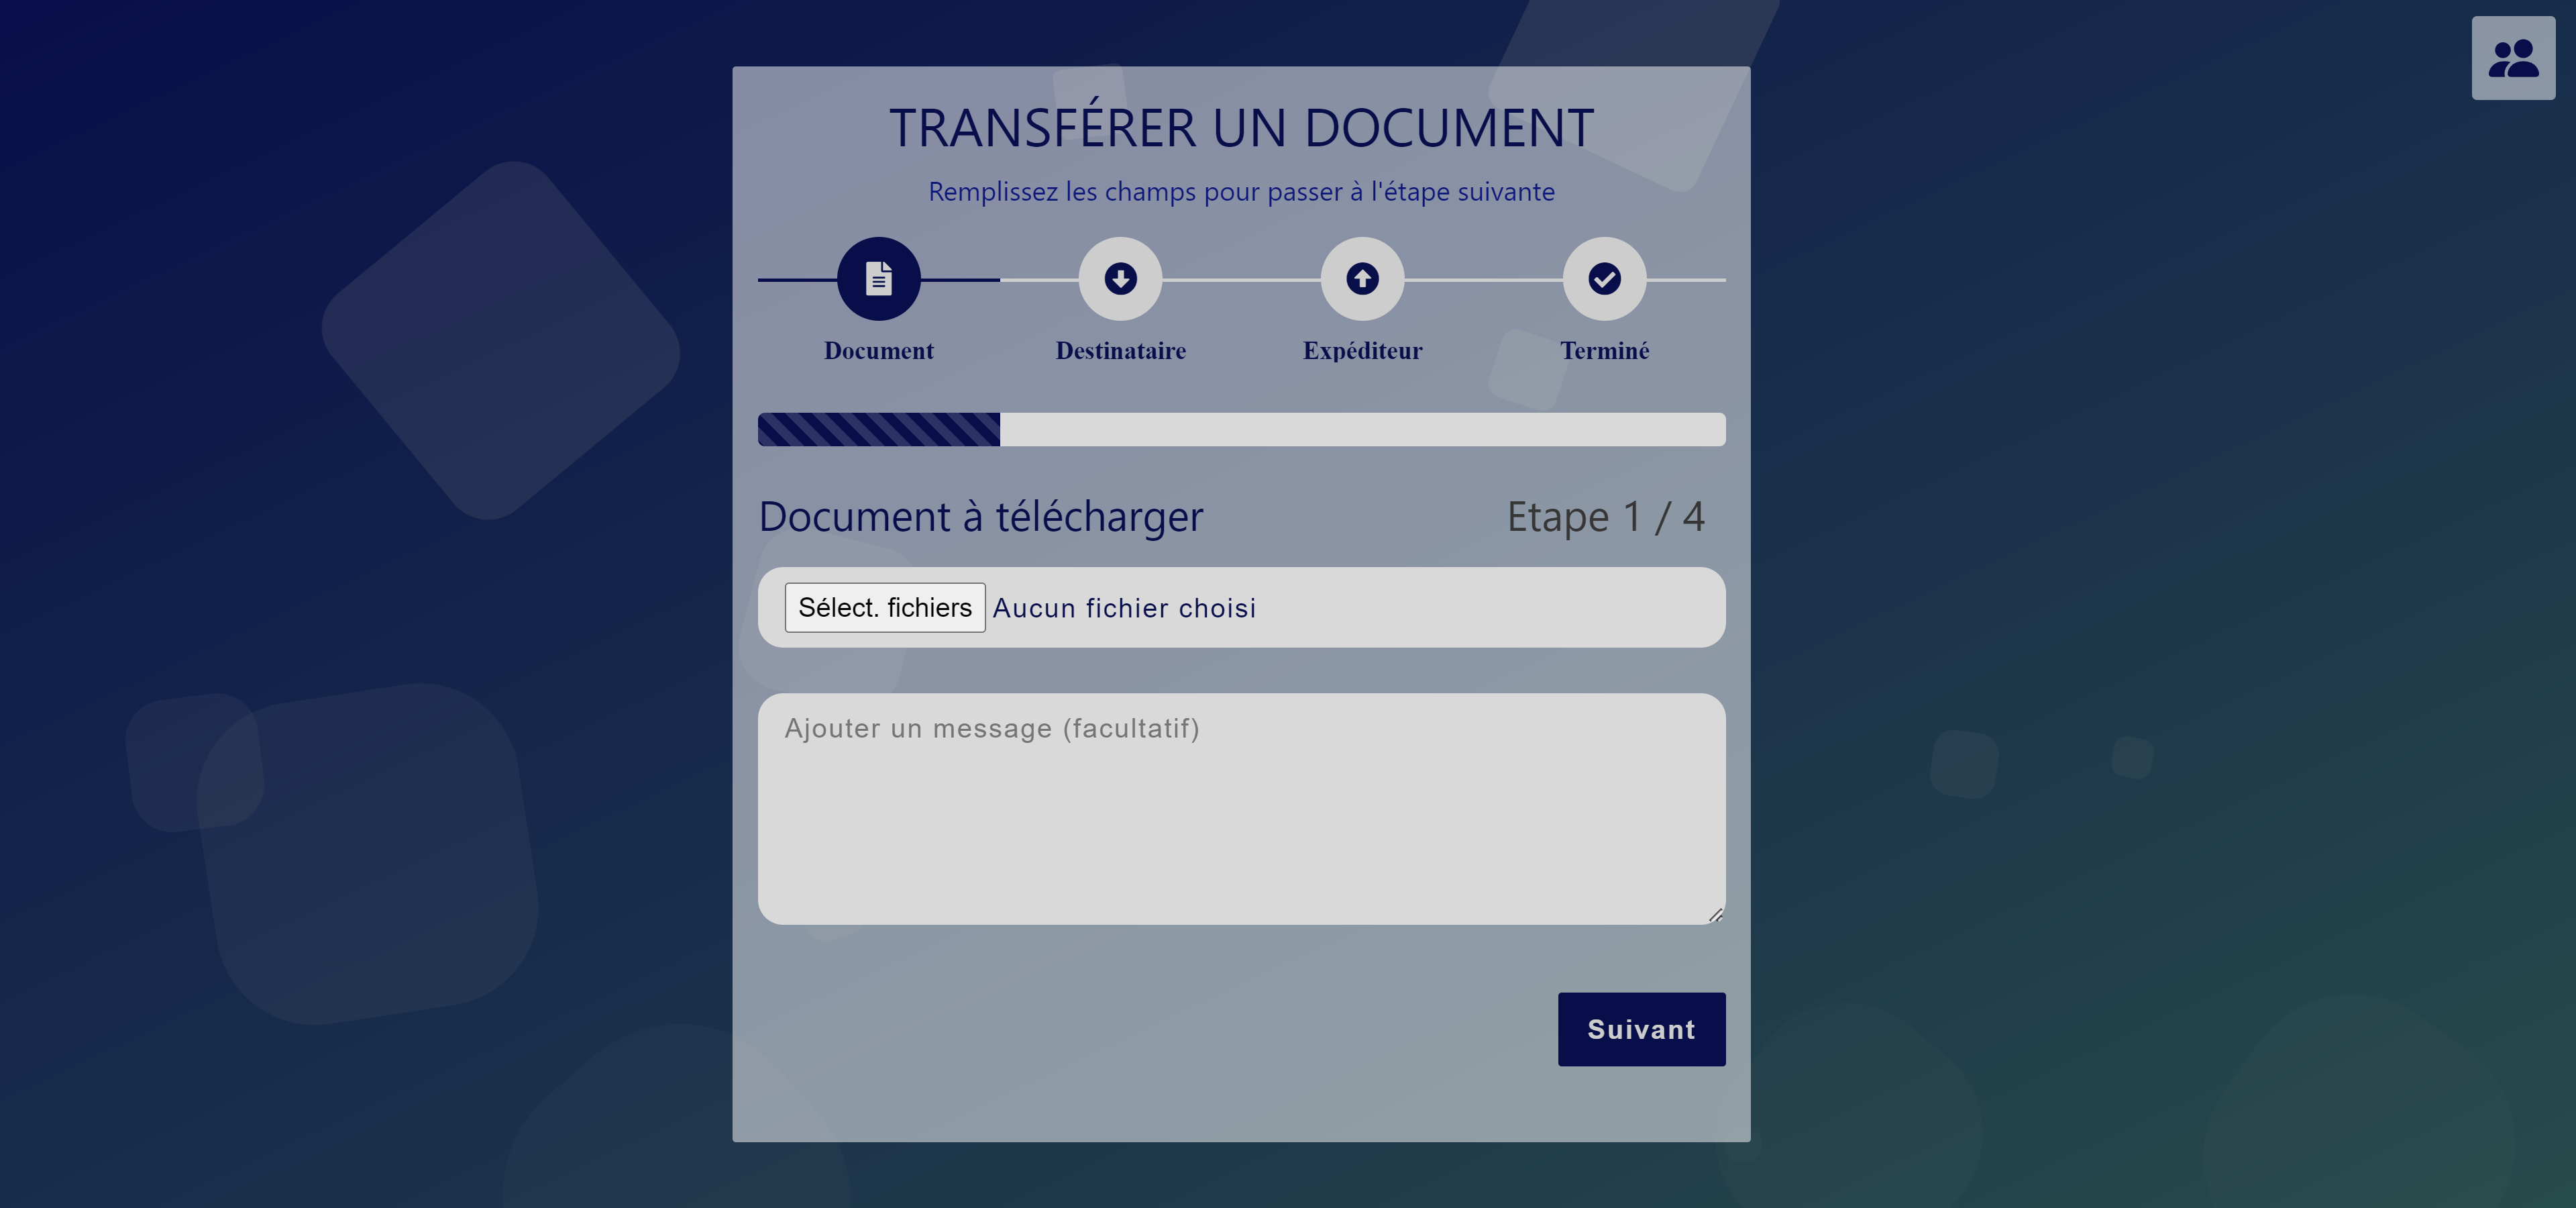 TRANSFÉRER UN DOCUMENT
Remplissez les champs pour passer à l'étape suivante
Document Destinataire Expéditeur Terminé
Document à télécharger Etape 1 / 4
Sélect. fichiers Aucun fichier choisi
Ajouter un message (facultatif)
Suivant